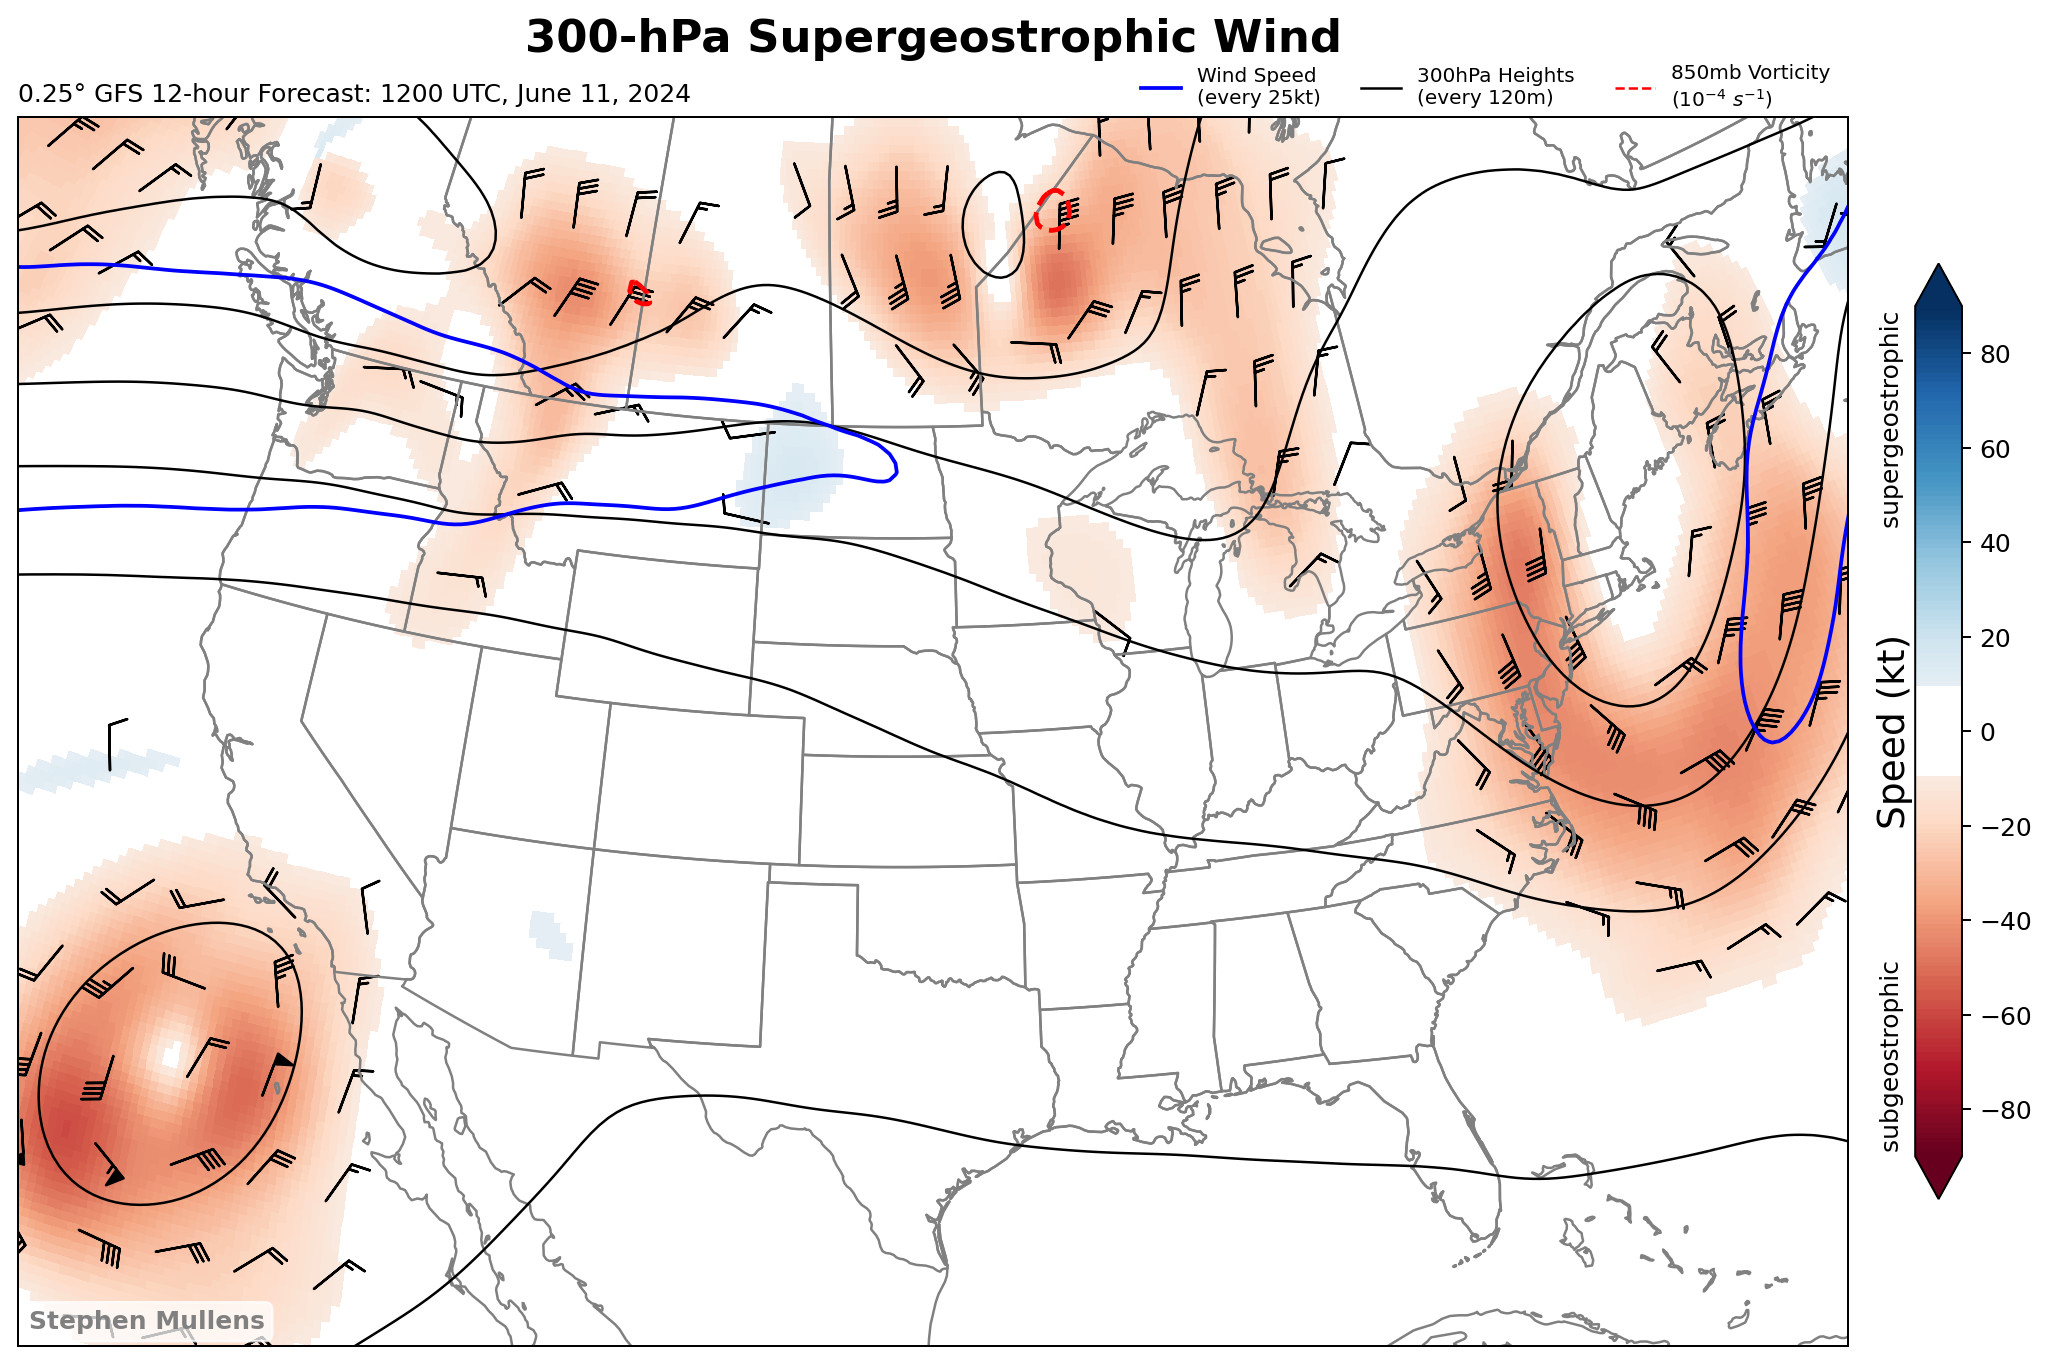 300-hPa Supergeostrophic Wind
0.25° GFS 12-hour Forecast: 1200 UTC, June 11, 2024
Wind Speed
(every 25kt)
300hPa Heights
(every 120m)
850mb Vorticity
(10⁻⁴ s⁻¹)
supergeostrophic
Speed (kt)
subgeostrophic
80
60
40
20
0
−20
−40
−60
−80
Stephen Mullens